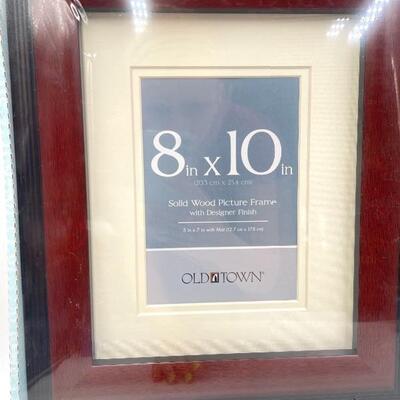 8in x 10in
(20.3 cm x 25.4 cm)
Solid Wood Picture Frame
with Designer Finish
5 in x 7 in with Mat (12.7 cm x 17.8 cm)
OLD TOWN®